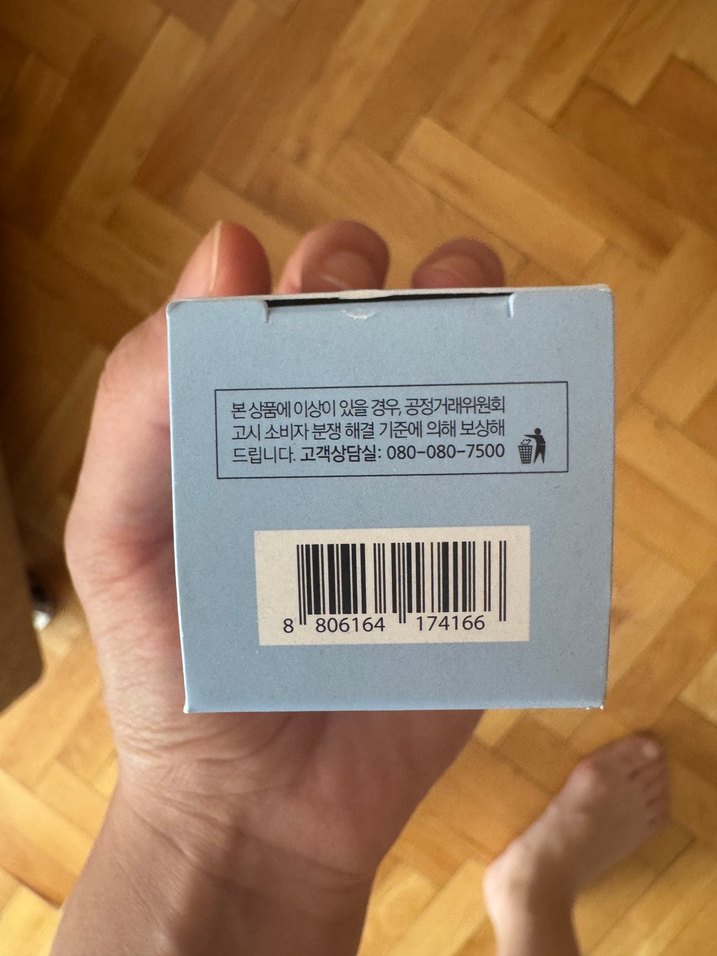 본 상품에 이상이 있을 경우, 공정거래위원회
고시 소비자 분쟁 해결 기준에 의해 보상해
드립니다. 고객상담실: 080-080-7500
8 806164 174166